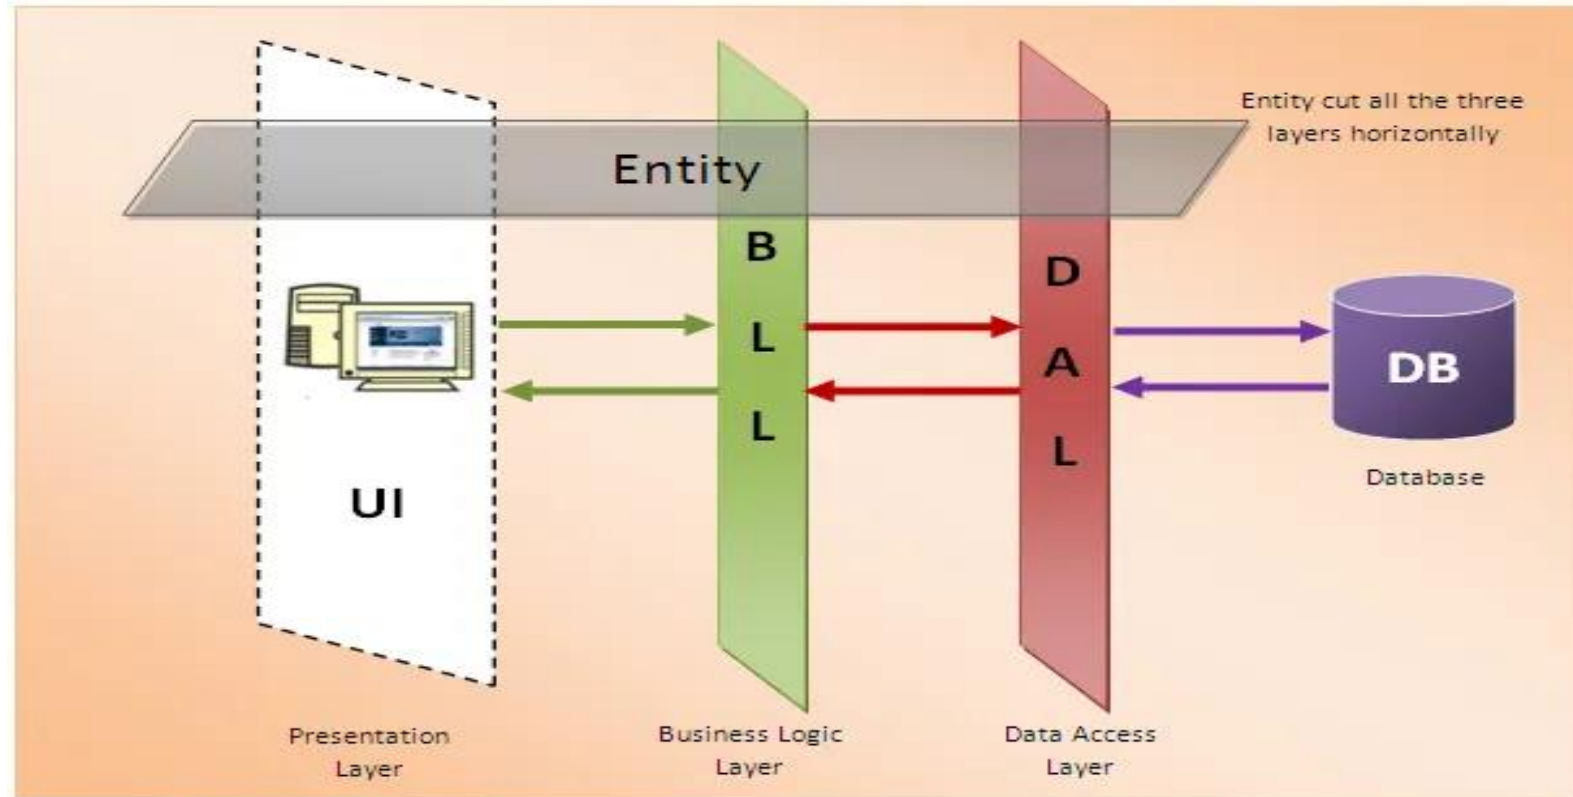 Entity cut all the three
layers horizontally
Entity
B
L
L
D
A
L
DB
Database
UI
Presentation
Layer
Business Logic
Layer
Data Access
Layer